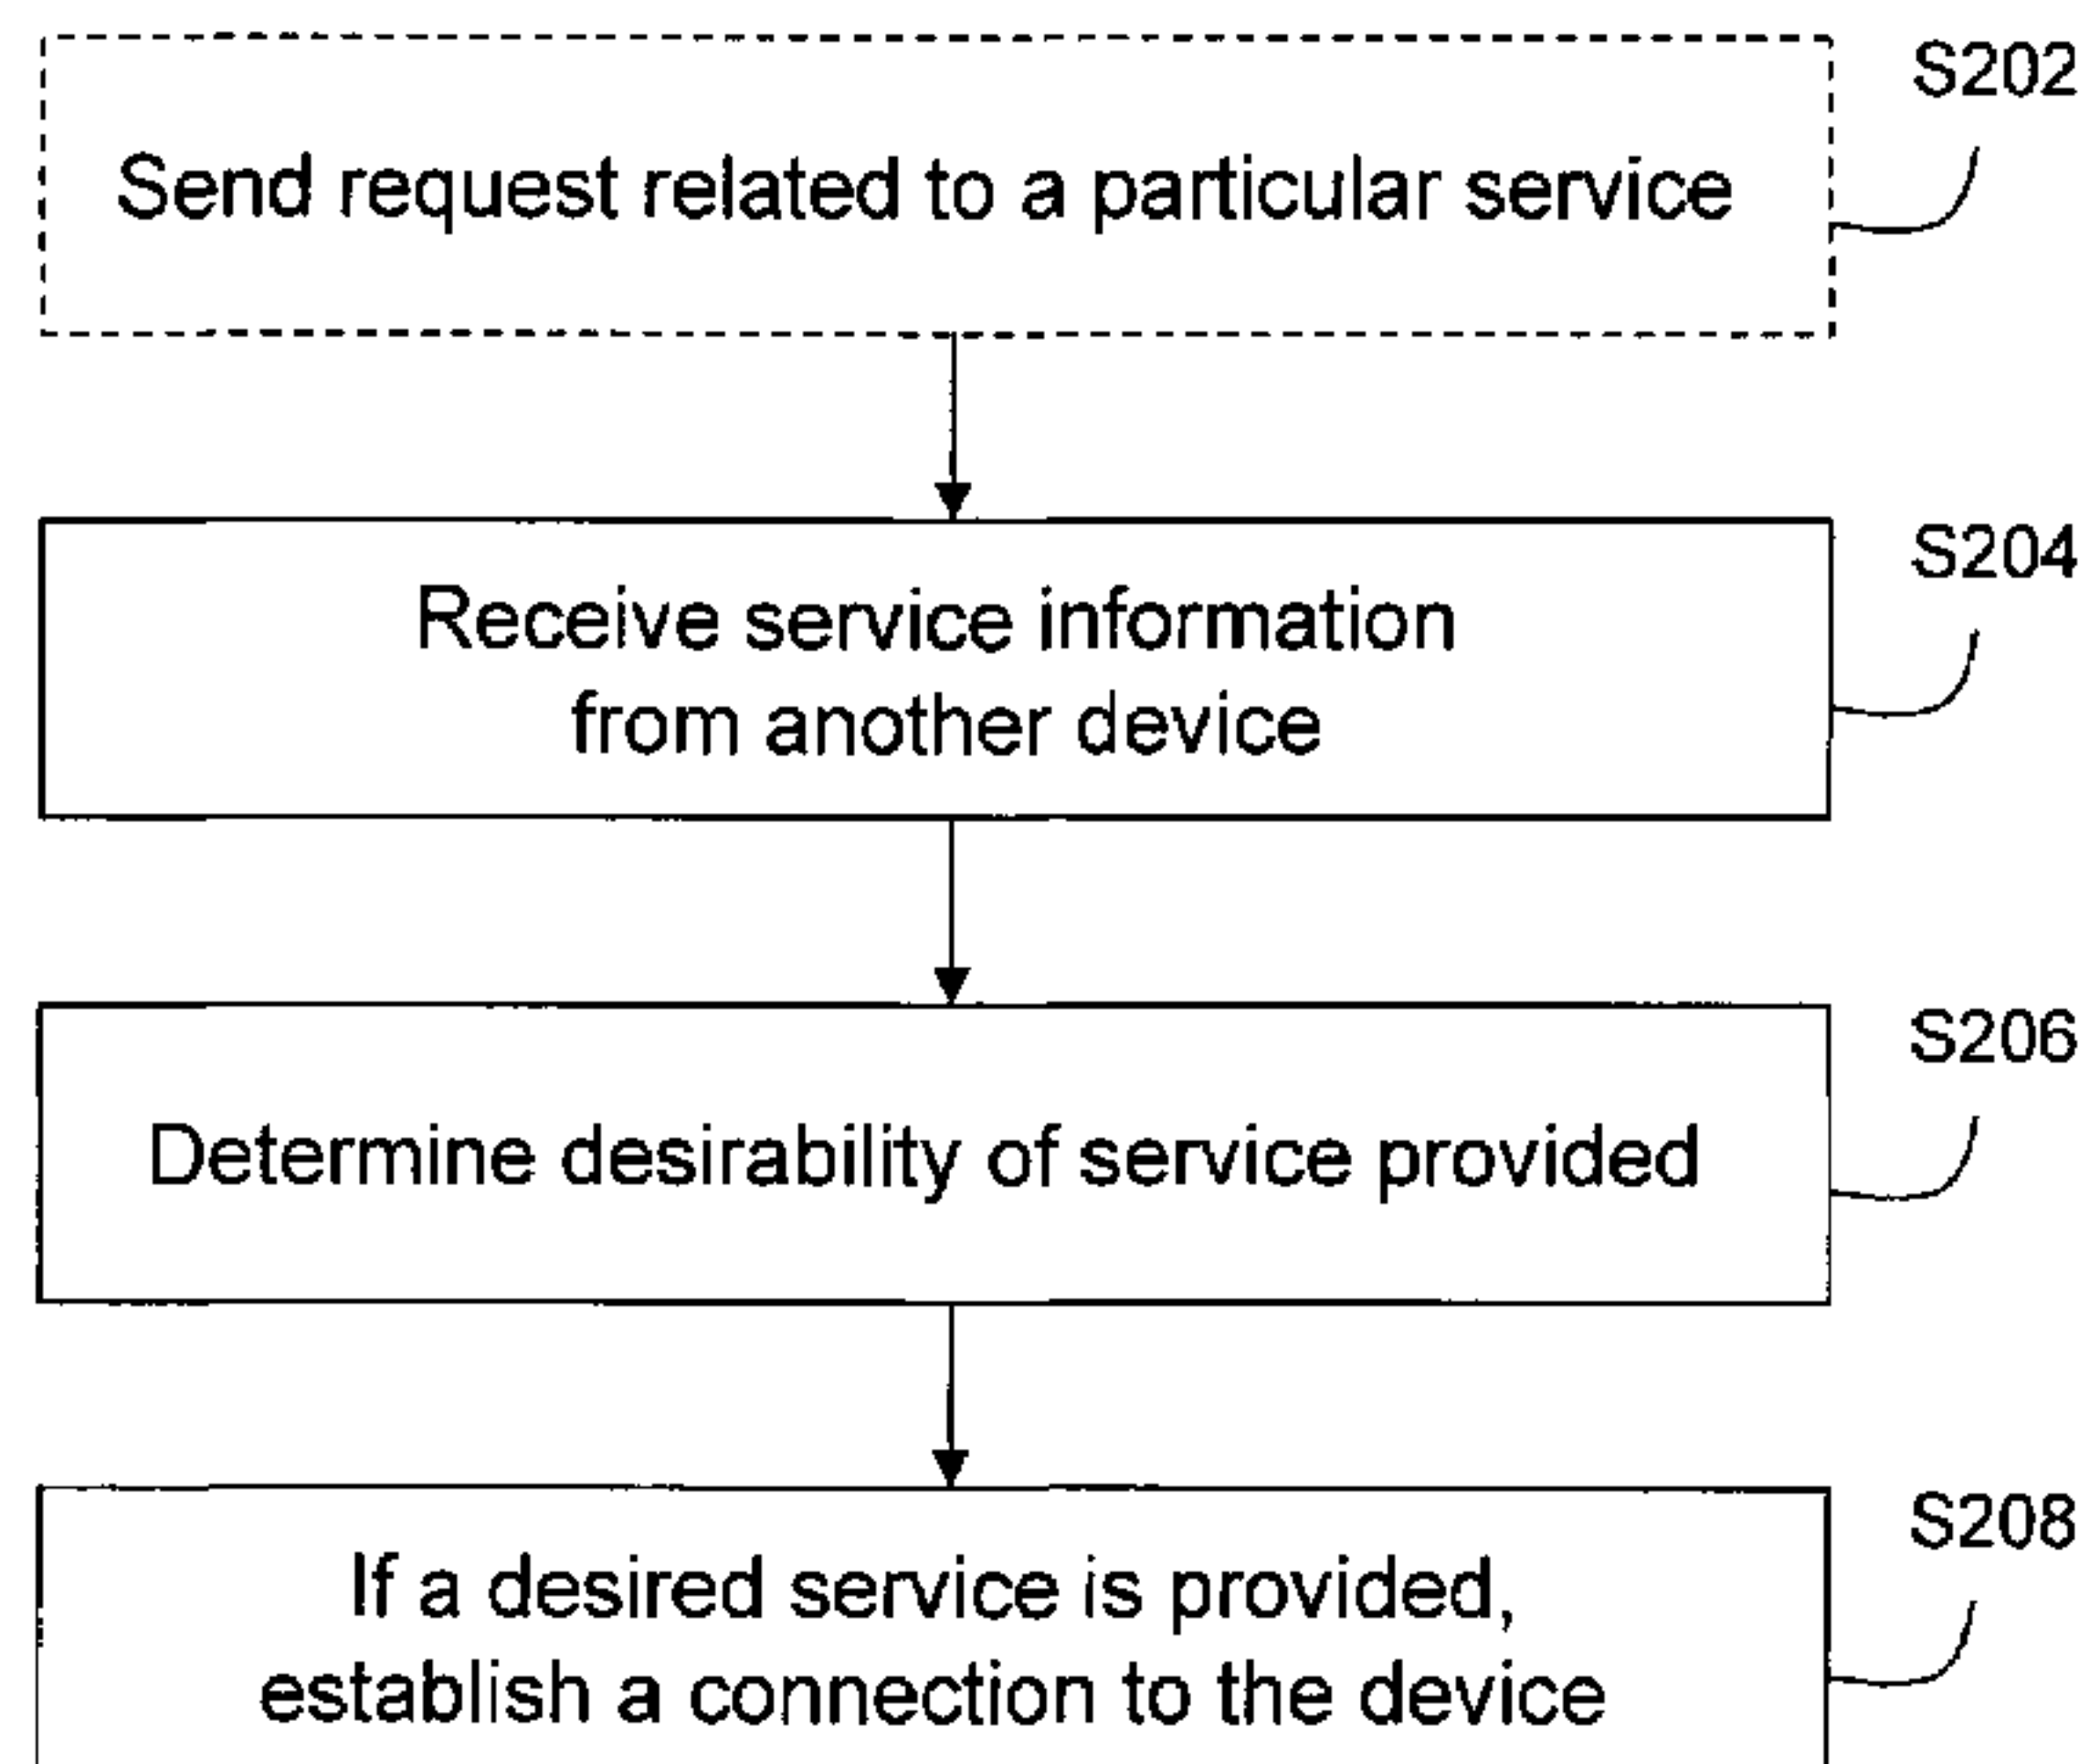 S202
Send request related to a particular service
S204
Receive service information
from another device
S206
Determine desirability of service provided
S208
If a desired service is provided,
establish a connection to the device